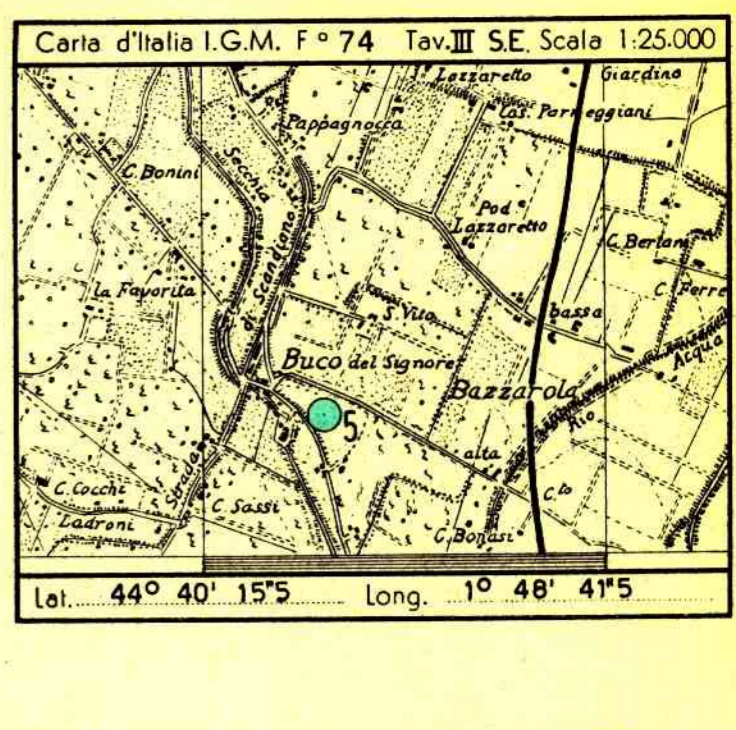 Carta d'Italia I.G.M. F° 74 Tav. III S.E. Scala 1:25.000
Lazzaretto
Giardino
Cas. Parmeggiani
Pappagnocca
C. Bonini
Secchia
Pod. Lazzaretto
C. Berlani
di Scandiano
la Favorita
C. Ferre
S. Vito
bassa
Acqua
Buco del Signore
Bazzarola
Rio
5
Strada
alta
C. Cocchi
C. Sassi
C.to
Ladroni
C. Bonasi
Lat. 44° 40' 15"5 Long. 1° 48' 41"5